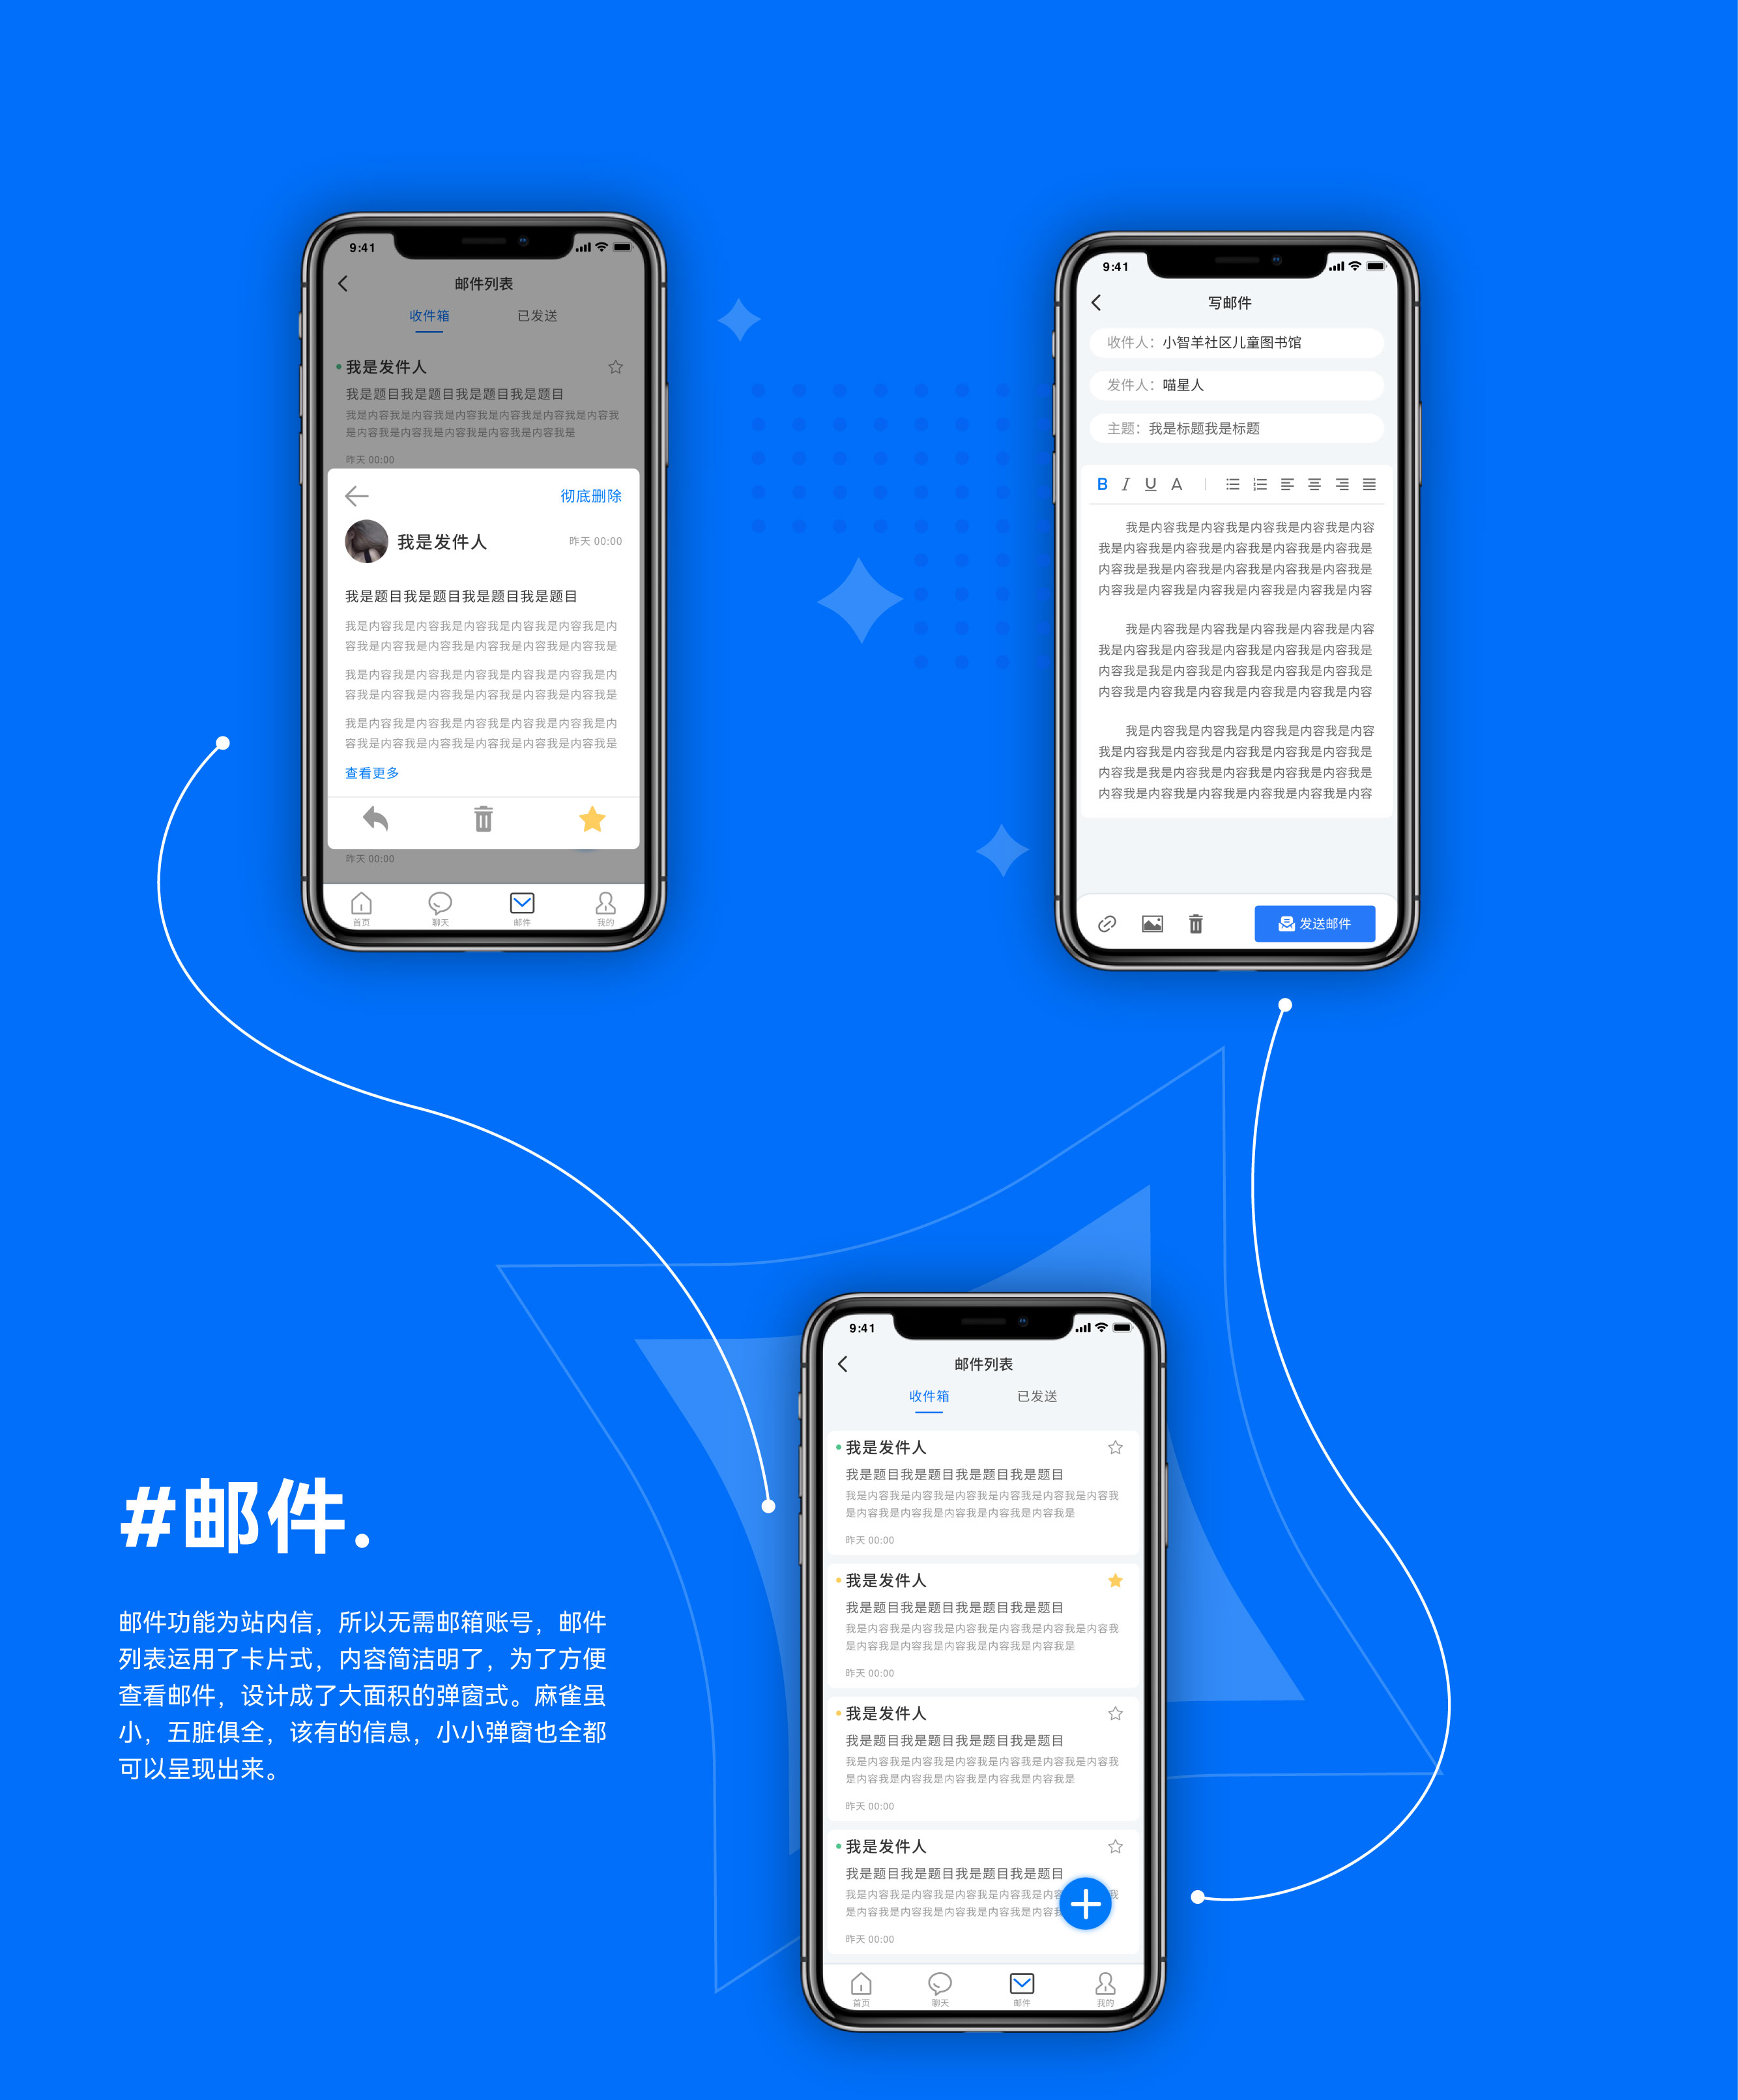 9:41
邮件列表
收件箱 已发送
我是发件人
我是题目我是题目我是题目我是题目
我是内容我是内容我是内容我是内容我是内容我是内容我
是内容我是内容我是内容我是内容我是内容我是
昨天 00:00
彻底删除
我是发件人 昨天 00:00
我是题目我是题目我是题目我是题目
我是内容我是内容我是内容我是内容我是内容我是内
容我是内容我是内容我是内容我是内容我是内容我是
我是内容我是内容我是内容我是内容我是内容我是内
容我是内容我是内容我是内容我是内容我是内容我是
我是内容我是内容我是内容我是内容我是内容我是内
容我是内容我是内容我是内容我是内容我是内容我是
查看更多
昨天 00:00
首页 聊天 邮件 我的
9:41
写邮件
收件人：小智羊社区儿童图书馆
发件人：喵星人
主题：我是标题我是标题
B I U A
我是内容我是内容我是内容我是内容我是内容
我是内容我是内容我是内容我是内容我是内容我是
内容我是我是内容我是内容我是内容我是内容我是
内容我是内容我是内容我是内容我是内容我是内容
我是内容我是内容我是内容我是内容我是内容
我是内容我是内容我是内容我是内容我是内容我是
内容我是我是内容我是内容我是内容我是内容我是
内容我是内容我是内容我是内容我是内容我是内容
我是内容我是内容我是内容我是内容我是内容
我是内容我是内容我是内容我是内容我是内容我是
内容我是我是内容我是内容我是内容我是内容我是
内容我是内容我是内容我是内容我是内容我是内容
发送邮件
#邮件.
邮件功能为站内信，所以无需邮箱账号，邮件
列表运用了卡片式，内容简洁明了，为了方便
查看邮件，设计成了大面积的弹窗式。麻雀虽
小，五脏俱全，该有的信息，小小弹窗也全都
可以呈现出来。
9:41
邮件列表
收件箱 已发送
我是发件人
我是题目我是题目我是题目我是题目
我是内容我是内容我是内容我是内容我是内容我是内容我
是内容我是内容我是内容我是内容我是内容我是
昨天 00:00
我是发件人
我是题目我是题目我是题目我是题目
我是内容我是内容我是内容我是内容我是内容我是内容我
是内容我是内容我是内容我是内容我是内容我是
昨天 00:00
我是发件人
我是题目我是题目我是题目我是题目
我是内容我是内容我是内容我是内容我是内容我是内容我
是内容我是内容我是内容我是内容我是内容我是
昨天 00:00
我是发件人
我是题目我是题目我是题目我是题目
我是内容我是内容我是内容我是内容我是内 我
是内容我是内容我是内容我是内容我是内容
昨天 00:00
首页 聊天 邮件 我的